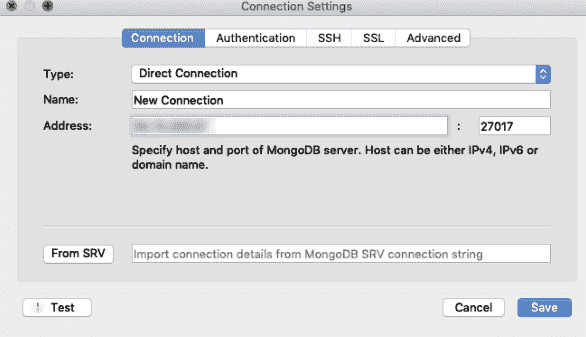 Connection Settings
Connection Authentication SSH SSL Advanced
Type: Direct Connection
Name: New Connection
Address: : 27017
Specify host and port of MongoDB server. Host can be either IPv4, IPv6 or
domain name.
From SRV Import connection details from MongoDB SRV connection string
! Test Cancel Save